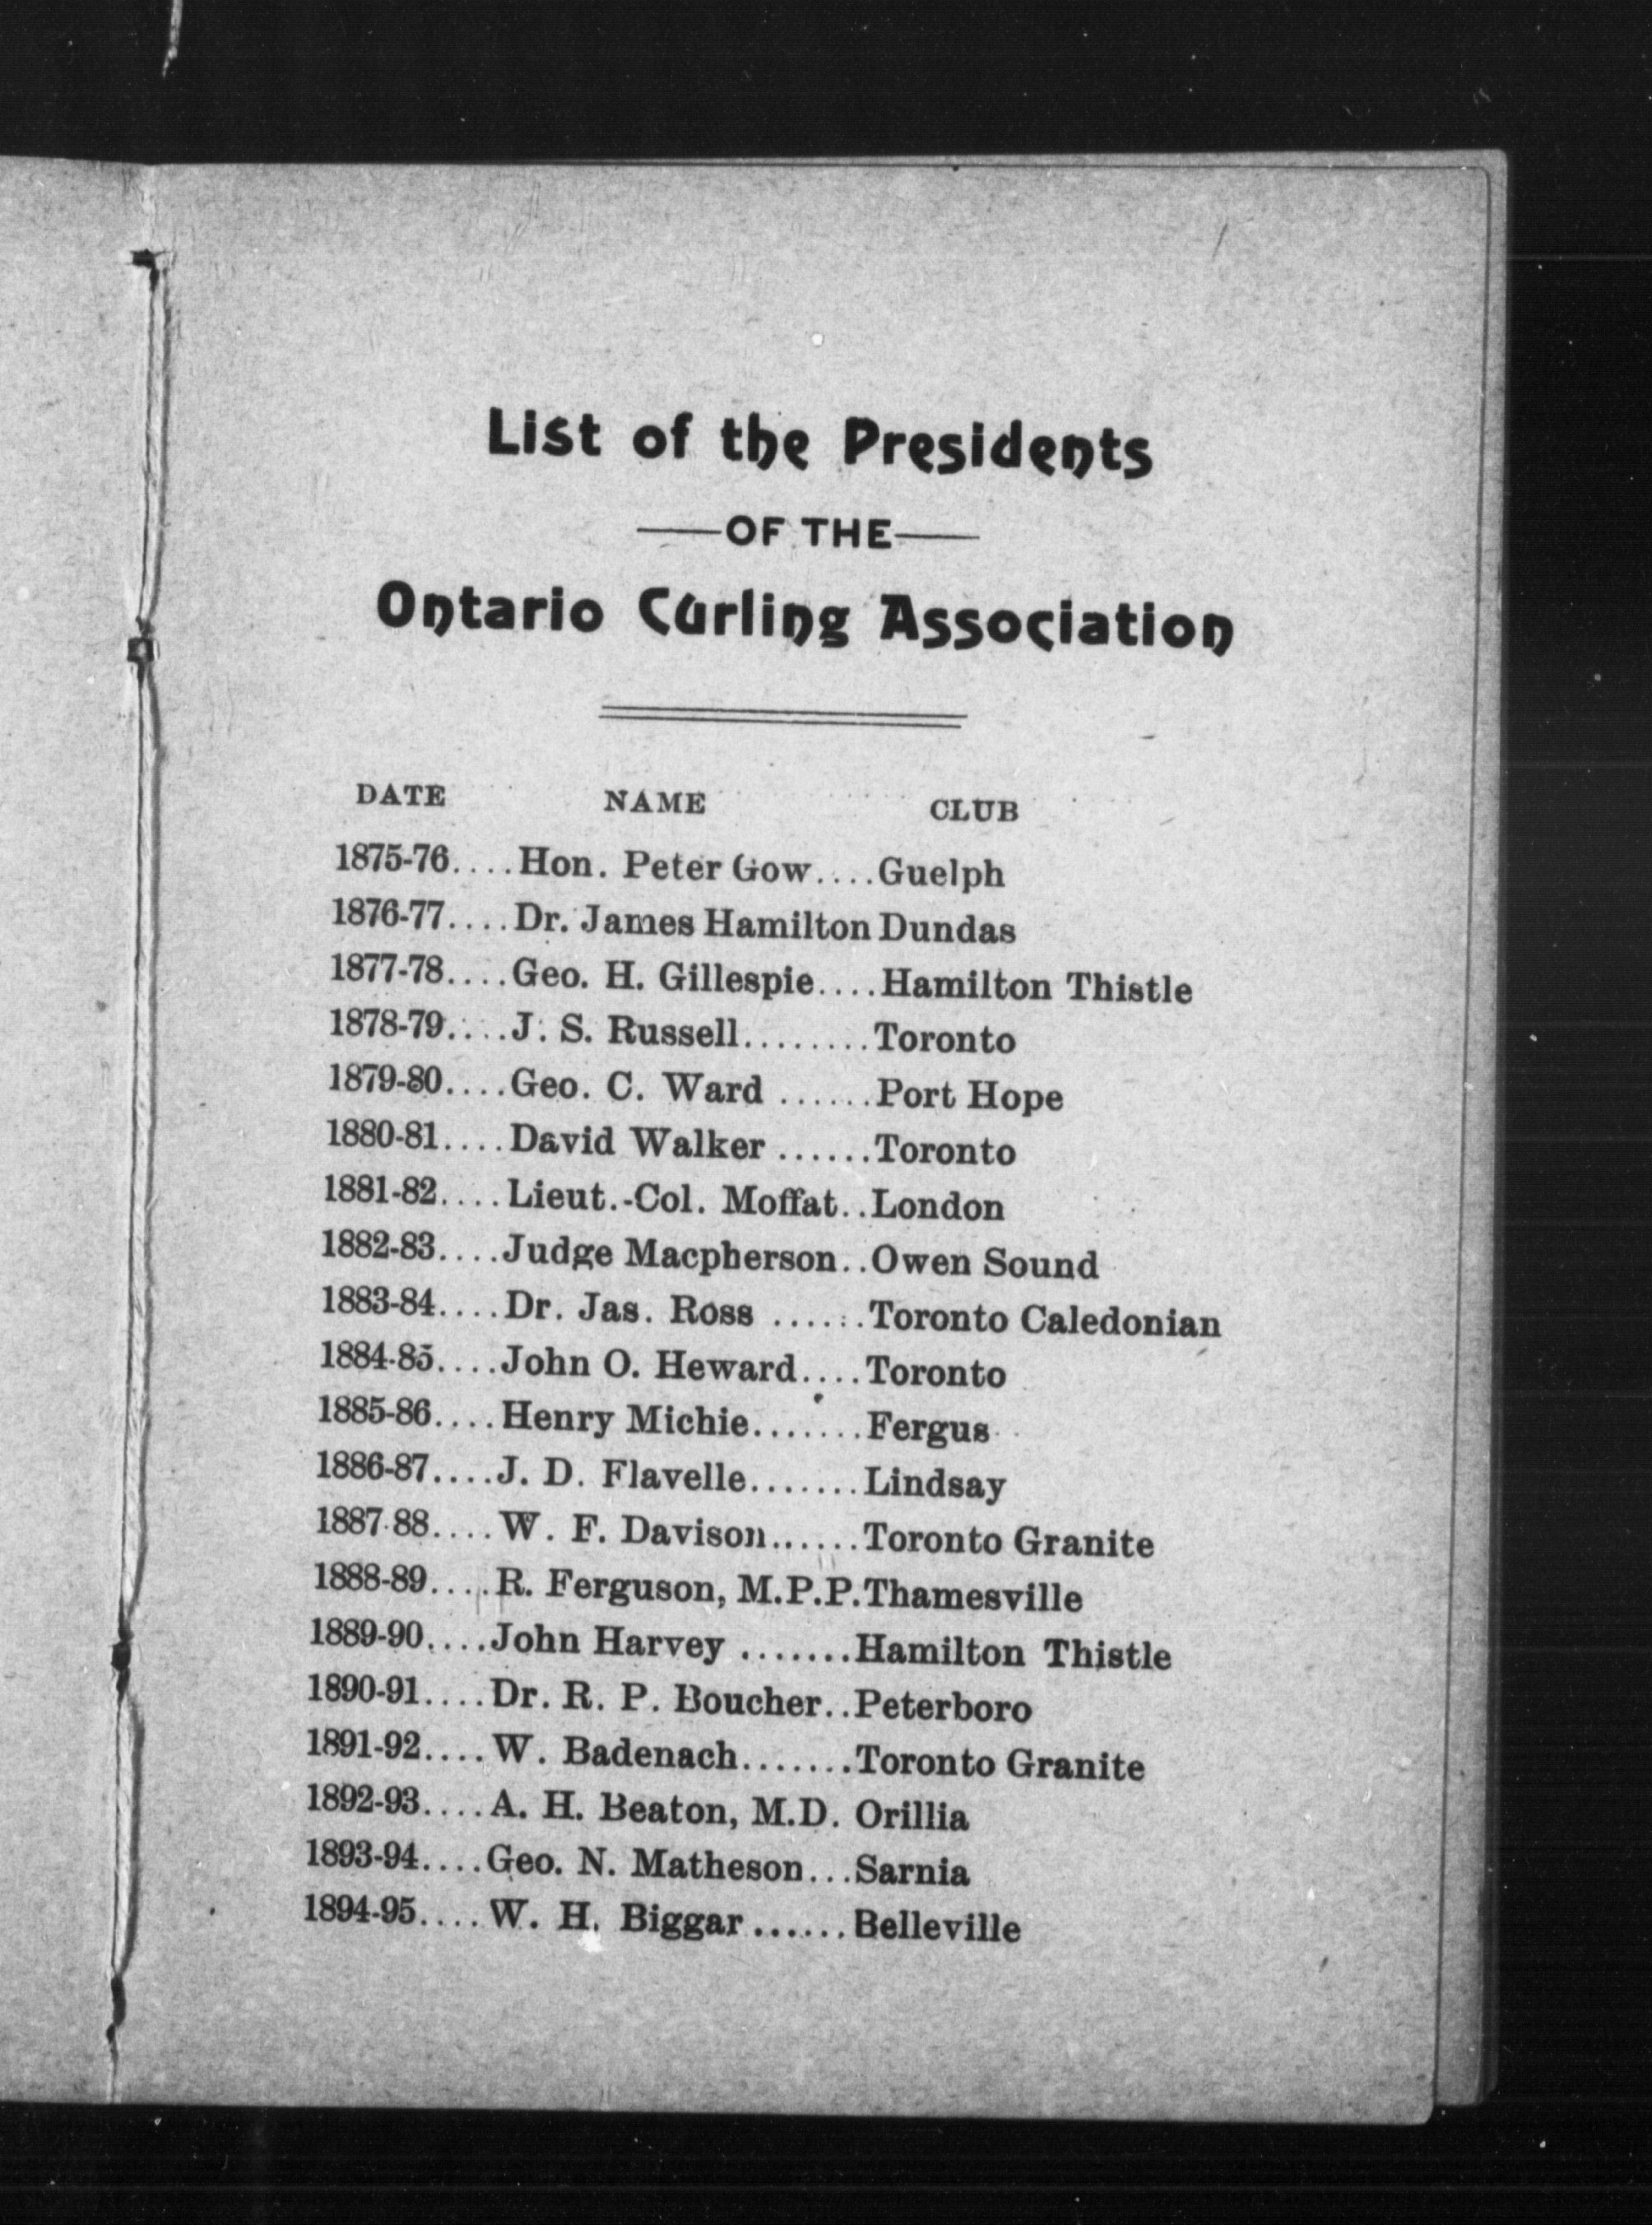 List of the Presidents
OF THE
Ontario Curling Association
DATE NAME CLUB
1875-76....Hon. Peter Gow....Guelph
1876-77....Dr. James Hamilton Dundas
1877-78....Geo. H. Gillespie....Hamilton Thistle
1878-79....J. S. Russell........Toronto
1879-80....Geo. C. Ward ......Port Hope
1880-81....David Walker ......Toronto
1881-82....Lieut.-Col. Moffat..London
1882-83....Judge Macpherson..Owen Sound
1883-84....Dr. Jas. Ross ......Toronto Caledonian
1884-85....John O. Heward....Toronto
1885-86....Henry Michie.......Fergus
1886-87....J. D. Flavelle.......Lindsay
1887-88....W. F. Davison......Toronto Granite
1888-89....R. Ferguson, M.P.P.Thamesville
1889-90....John Harvey .......Hamilton Thistle
1890-91....Dr. R. P. Boucher..Peterboro
1891-92....W. Badenach.......Toronto Granite
1892-93....A. H. Beaton, M.D. Orillia
1893-94....Geo. N. Matheson...Sarnia
1894-95....W. H. Biggar......Belleville